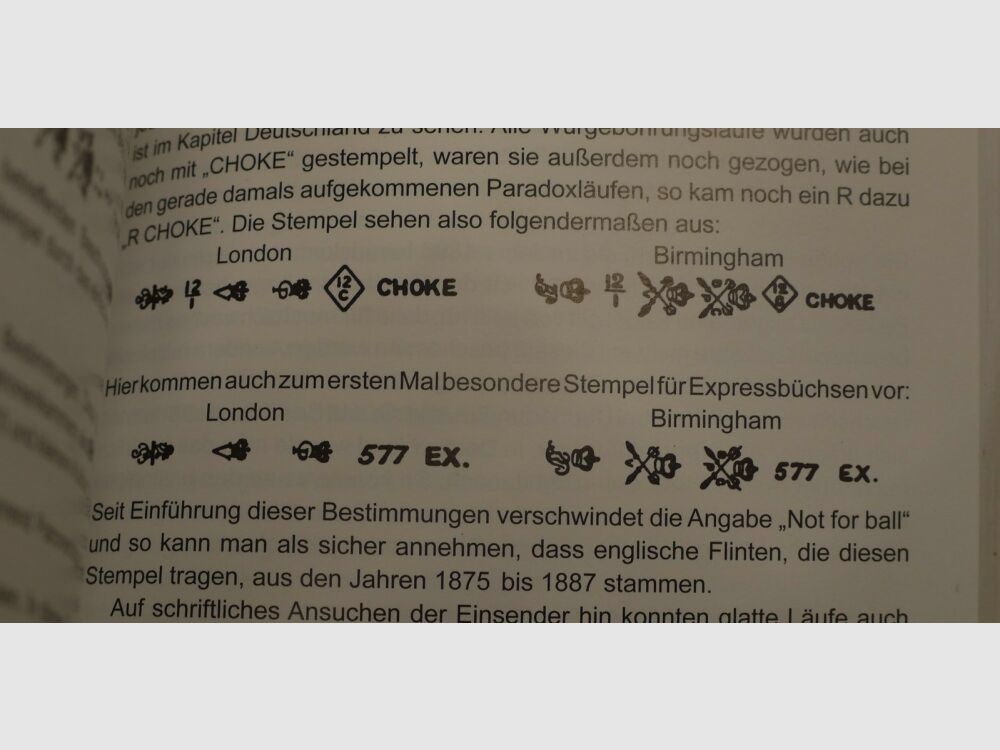 ist im Kapitel Deutschland zu sehen. Alle Würgebohrungsläufe wurden auch
noch mit „CHOKE“ gestempelt, waren sie außerdem noch gezogen, wie bei
den gerade damals aufgekommenen Paradoxläufen, so kam noch ein R dazu
„R CHOKE“. Die Stempel sehen also folgendermaßen aus:
London Birmingham
12/1 12 C CHOKE 12/1 12 CHOKE
Hier kommen auch zum ersten Mal besondere Stempel für Expressbüchsen vor:
London Birmingham
577 EX. 577 EX.
Seit Einführung dieser Bestimmungen verschwindet die Angabe „Not for ball“
und so kann man als sicher annehmen, dass englische Flinten, die diesen
Stempel tragen, aus den Jahren 1875 bis 1887 stammen.
Auf schriftliches Ansuchen der Einsender hin konnten glatte Läufe auch